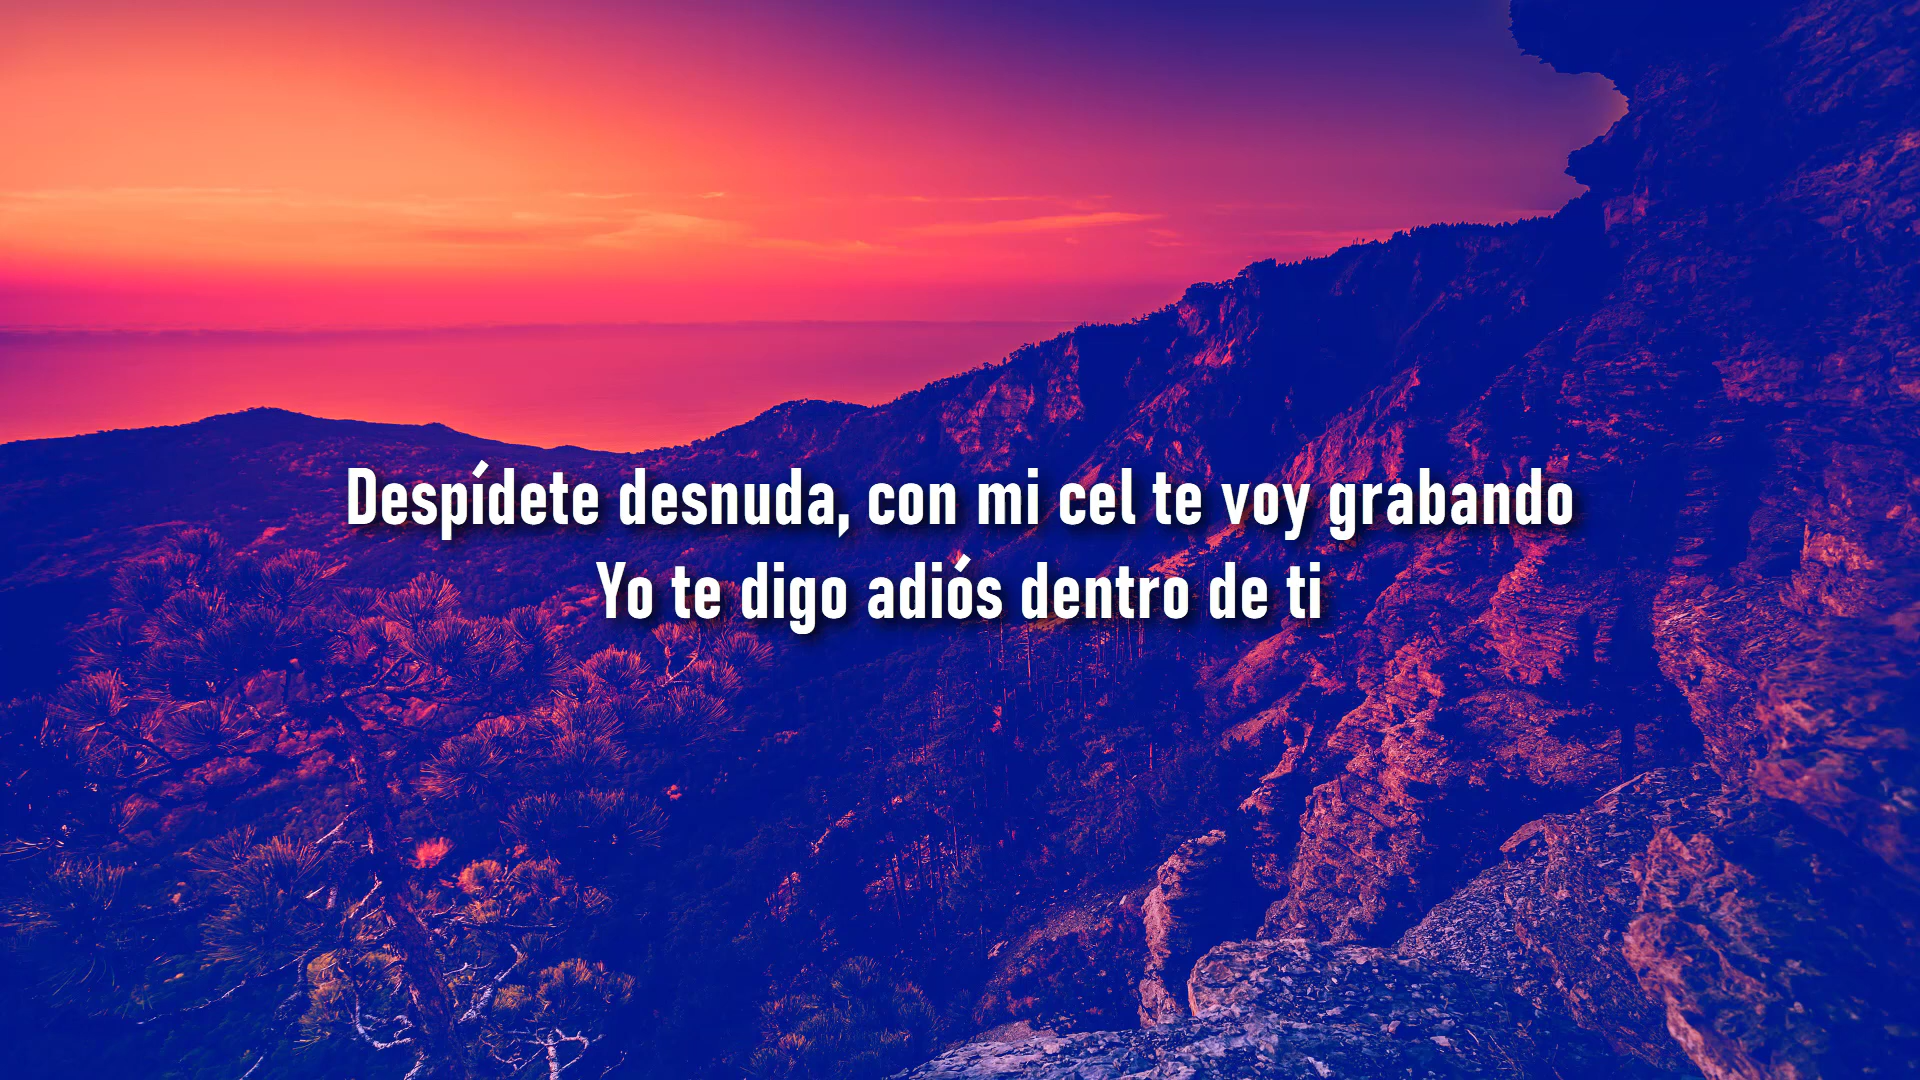 Despídete desnuda, con mi cel te voy grabando
Yo te digo adiós dentro de ti